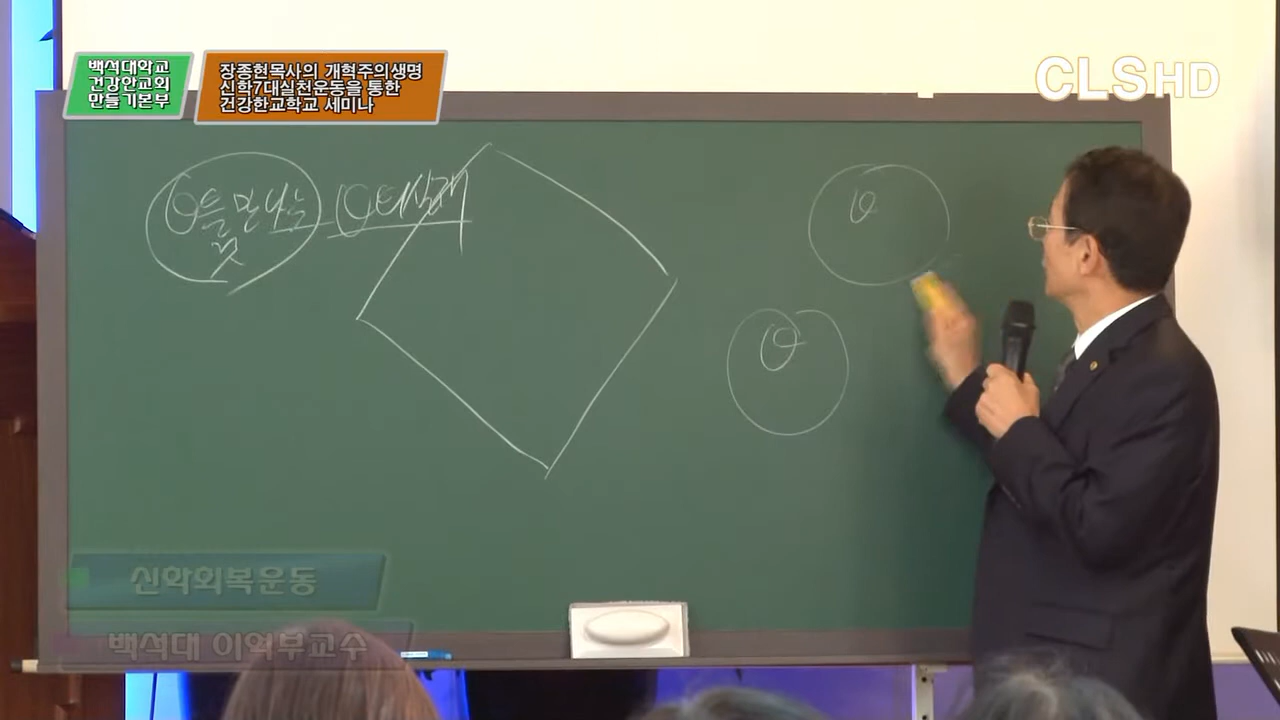 백석대학교
건강한교회
만들기본부
장종현목사의 개혁주의생명
신학7대실천운동을 통한
건강한교학교 세미나
CLSHD
신학회복운동
백석대 이억부교수